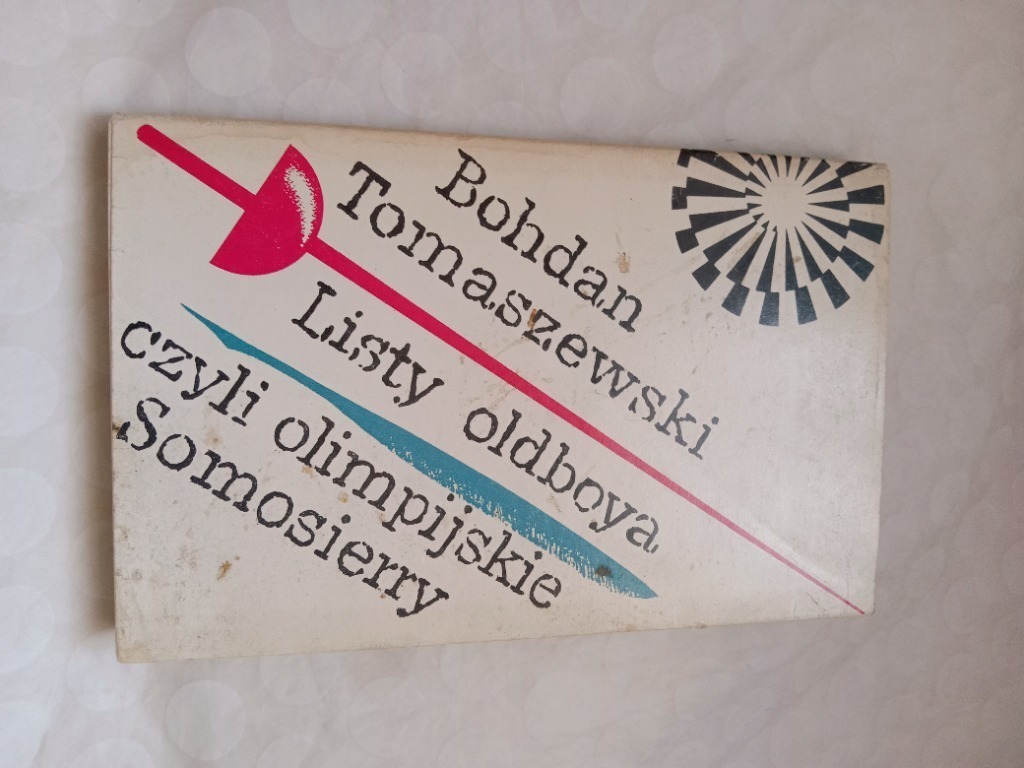 Bohdan
Tomaszewski
Listy oldboya
czyli olimpijskie
Somosierry